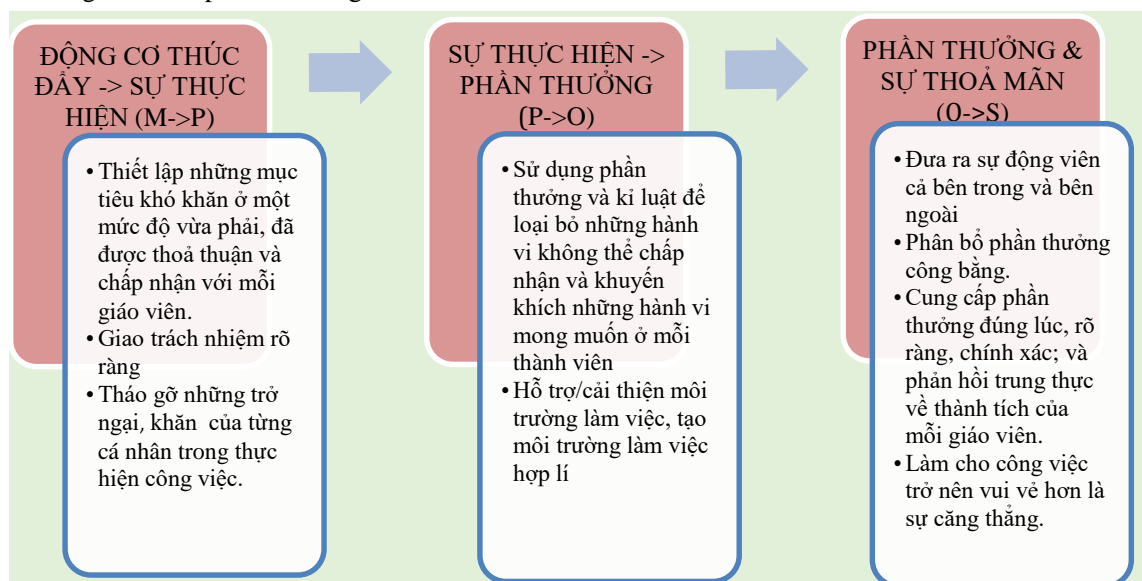 ĐỘNG CƠ THÚC
ĐẨY -> SỰ THỰC
HIỆN (M->P)
• Thiết lập những mục
tiêu khó khăn ở một
mức độ vừa phải, đã
được thoả thuận và
chấp nhận với mỗi
giáo viên.
• Giao trách nhiệm rõ
ràng
• Tháo gỡ những trở
ngại, khăn của từng
cá nhân trong thực
hiện công việc.
SỰ THỰC HIỆN ->
PHẦN THƯỞNG
(P->O)
• Sử dụng phần
thưởng và kỉ luật để
loại bỏ những hành
vi không thể chấp
nhận và khuyến
khích những hành vi
mong muốn ở mỗi
thành viên
• Hỗ trợ/cải thiện môi
trường làm việc, tạo
môi trường làm việc
hợp lí
PHẦN THƯỞNG &
SỰ THOẢ MÃN
(O->S)
• Đưa ra sự động viên
cả bên trong và bên
ngoài
• Phân bổ phần thưởng
công bằng.
• Cung cấp phần
thưởng đúng lúc, rõ
ràng, chính xác; và
phản hồi trung thực
về thành tích của
mỗi giáo viên.
• Làm cho công việc
trở nên vui vẻ hơn là
sự căng thẳng.